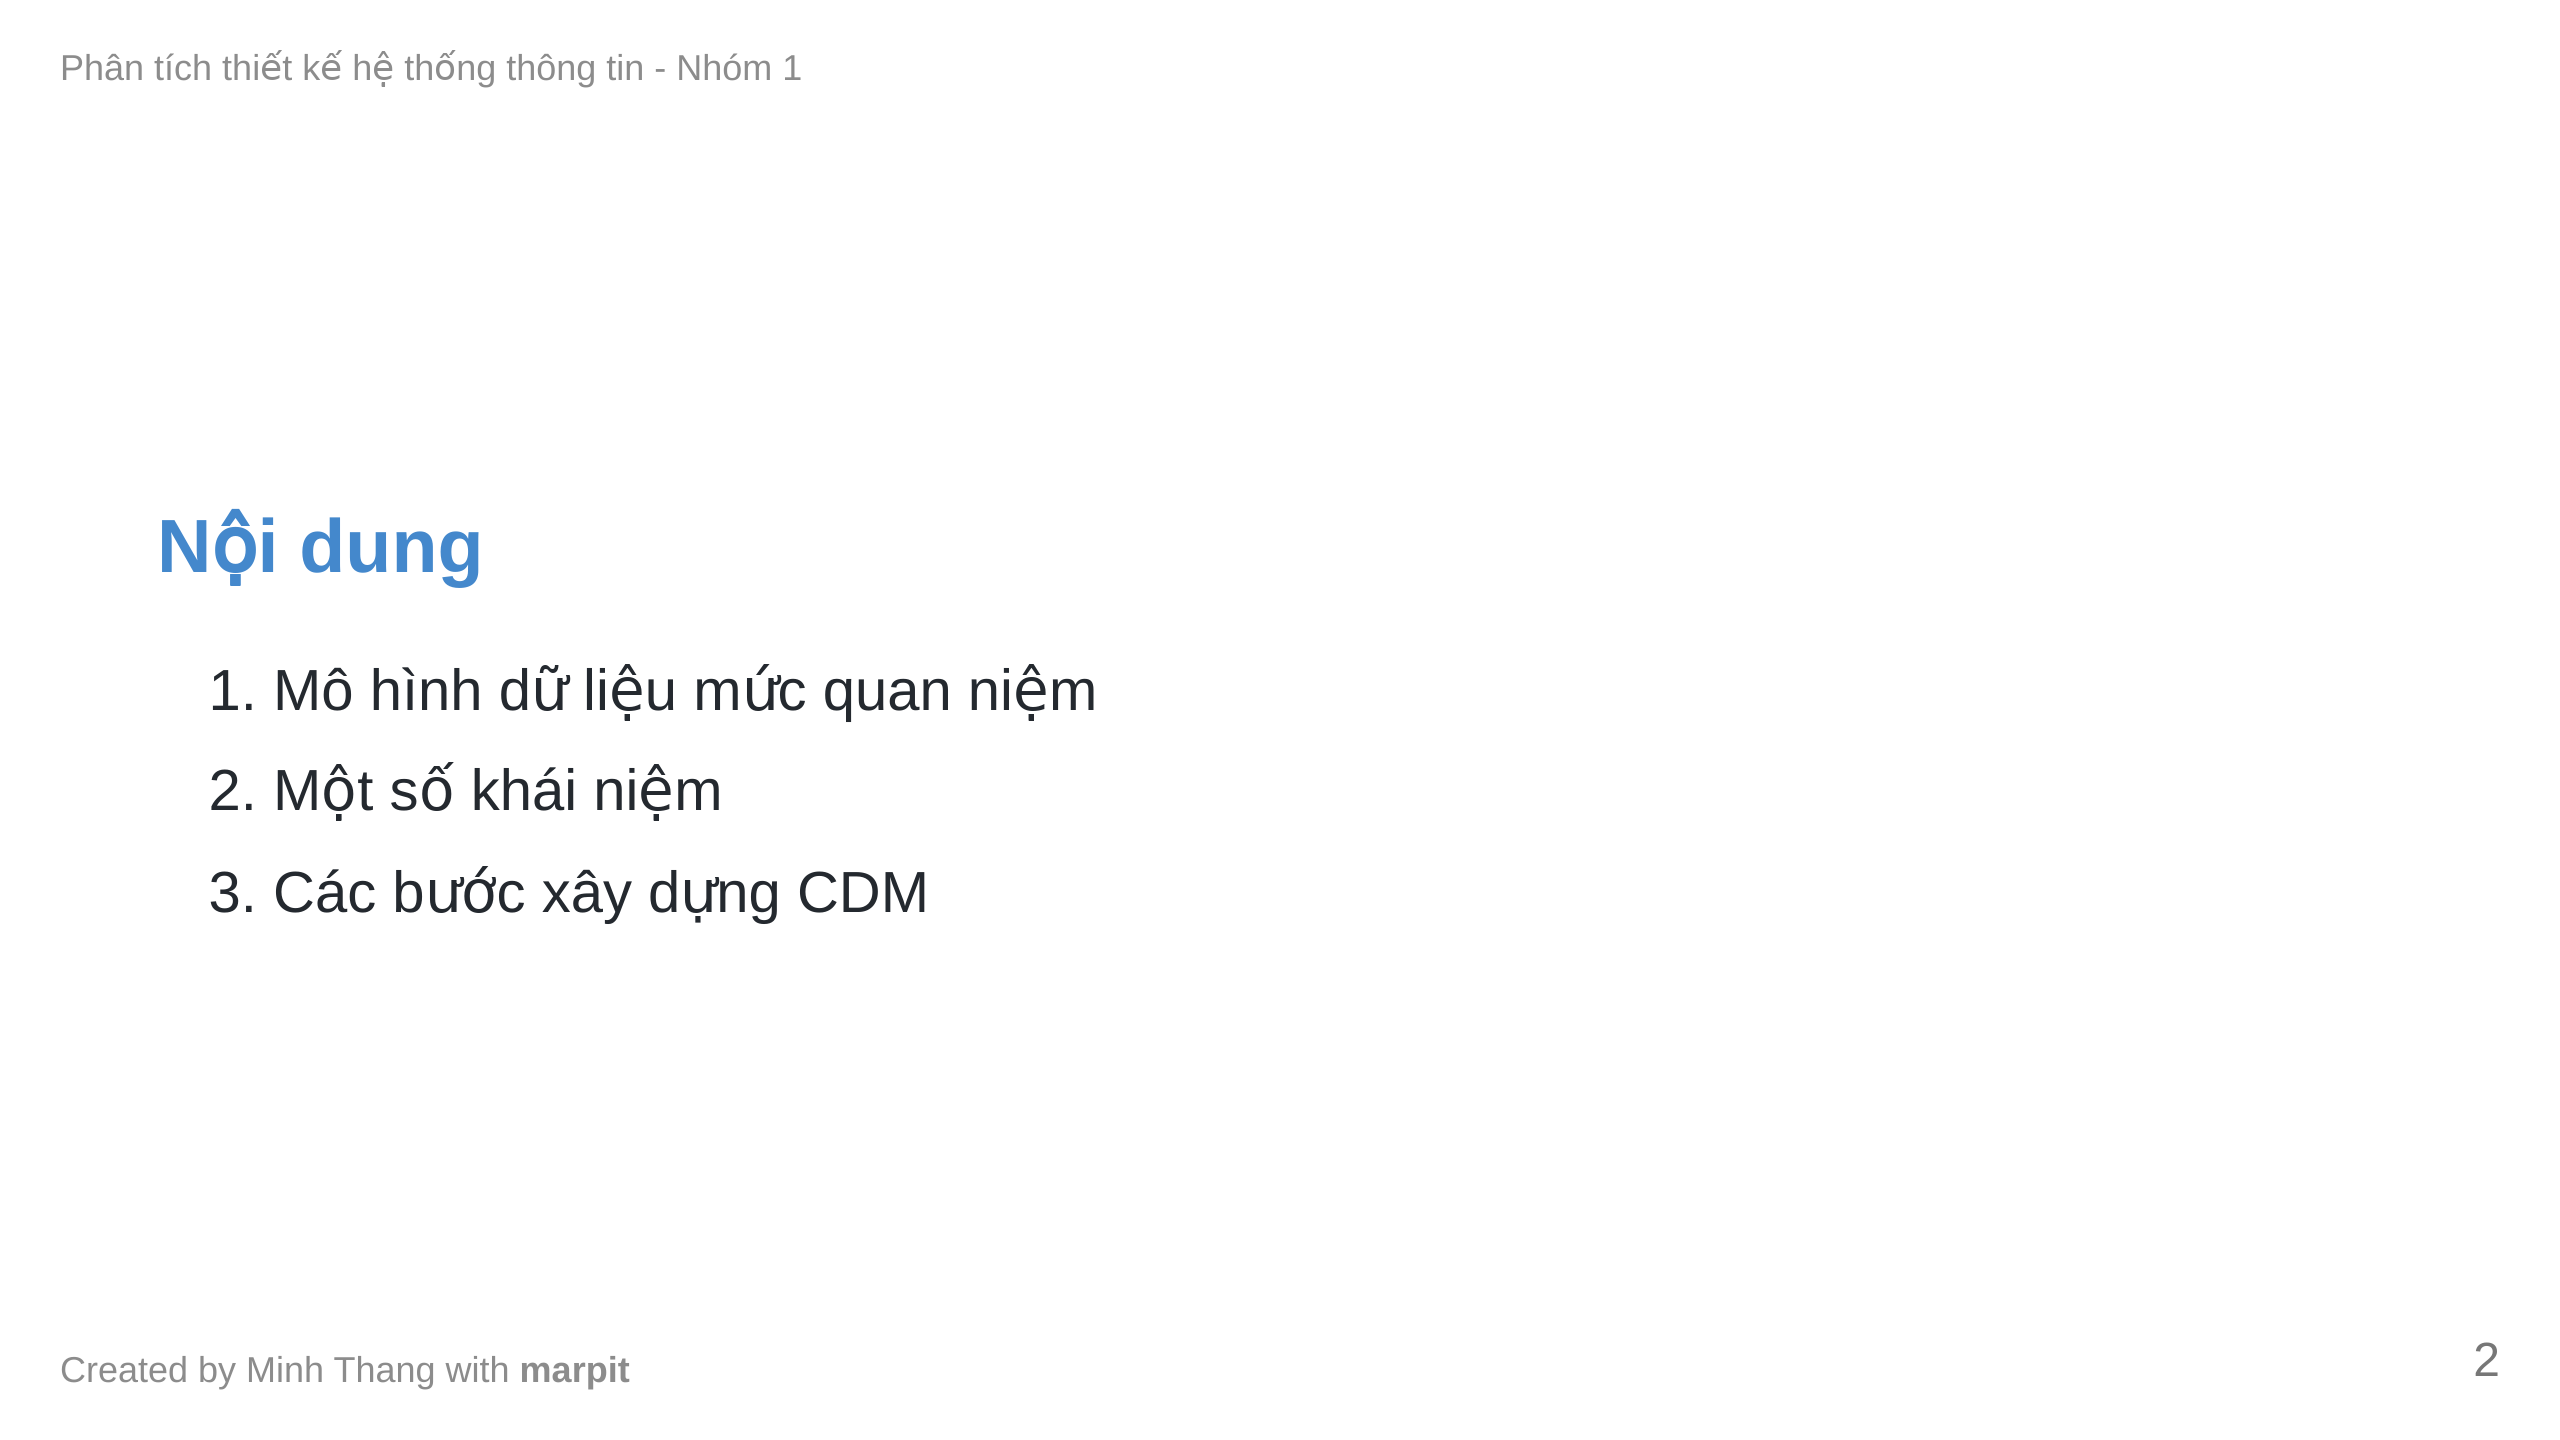 Phân tích thiết kế hệ thống thông tin - Nhóm 1
Nội dung
1. Mô hình dữ liệu mức quan niệm
2. Một số khái niệm
3. Các bước xây dựng CDM
Created by Minh Thang with marpit
2